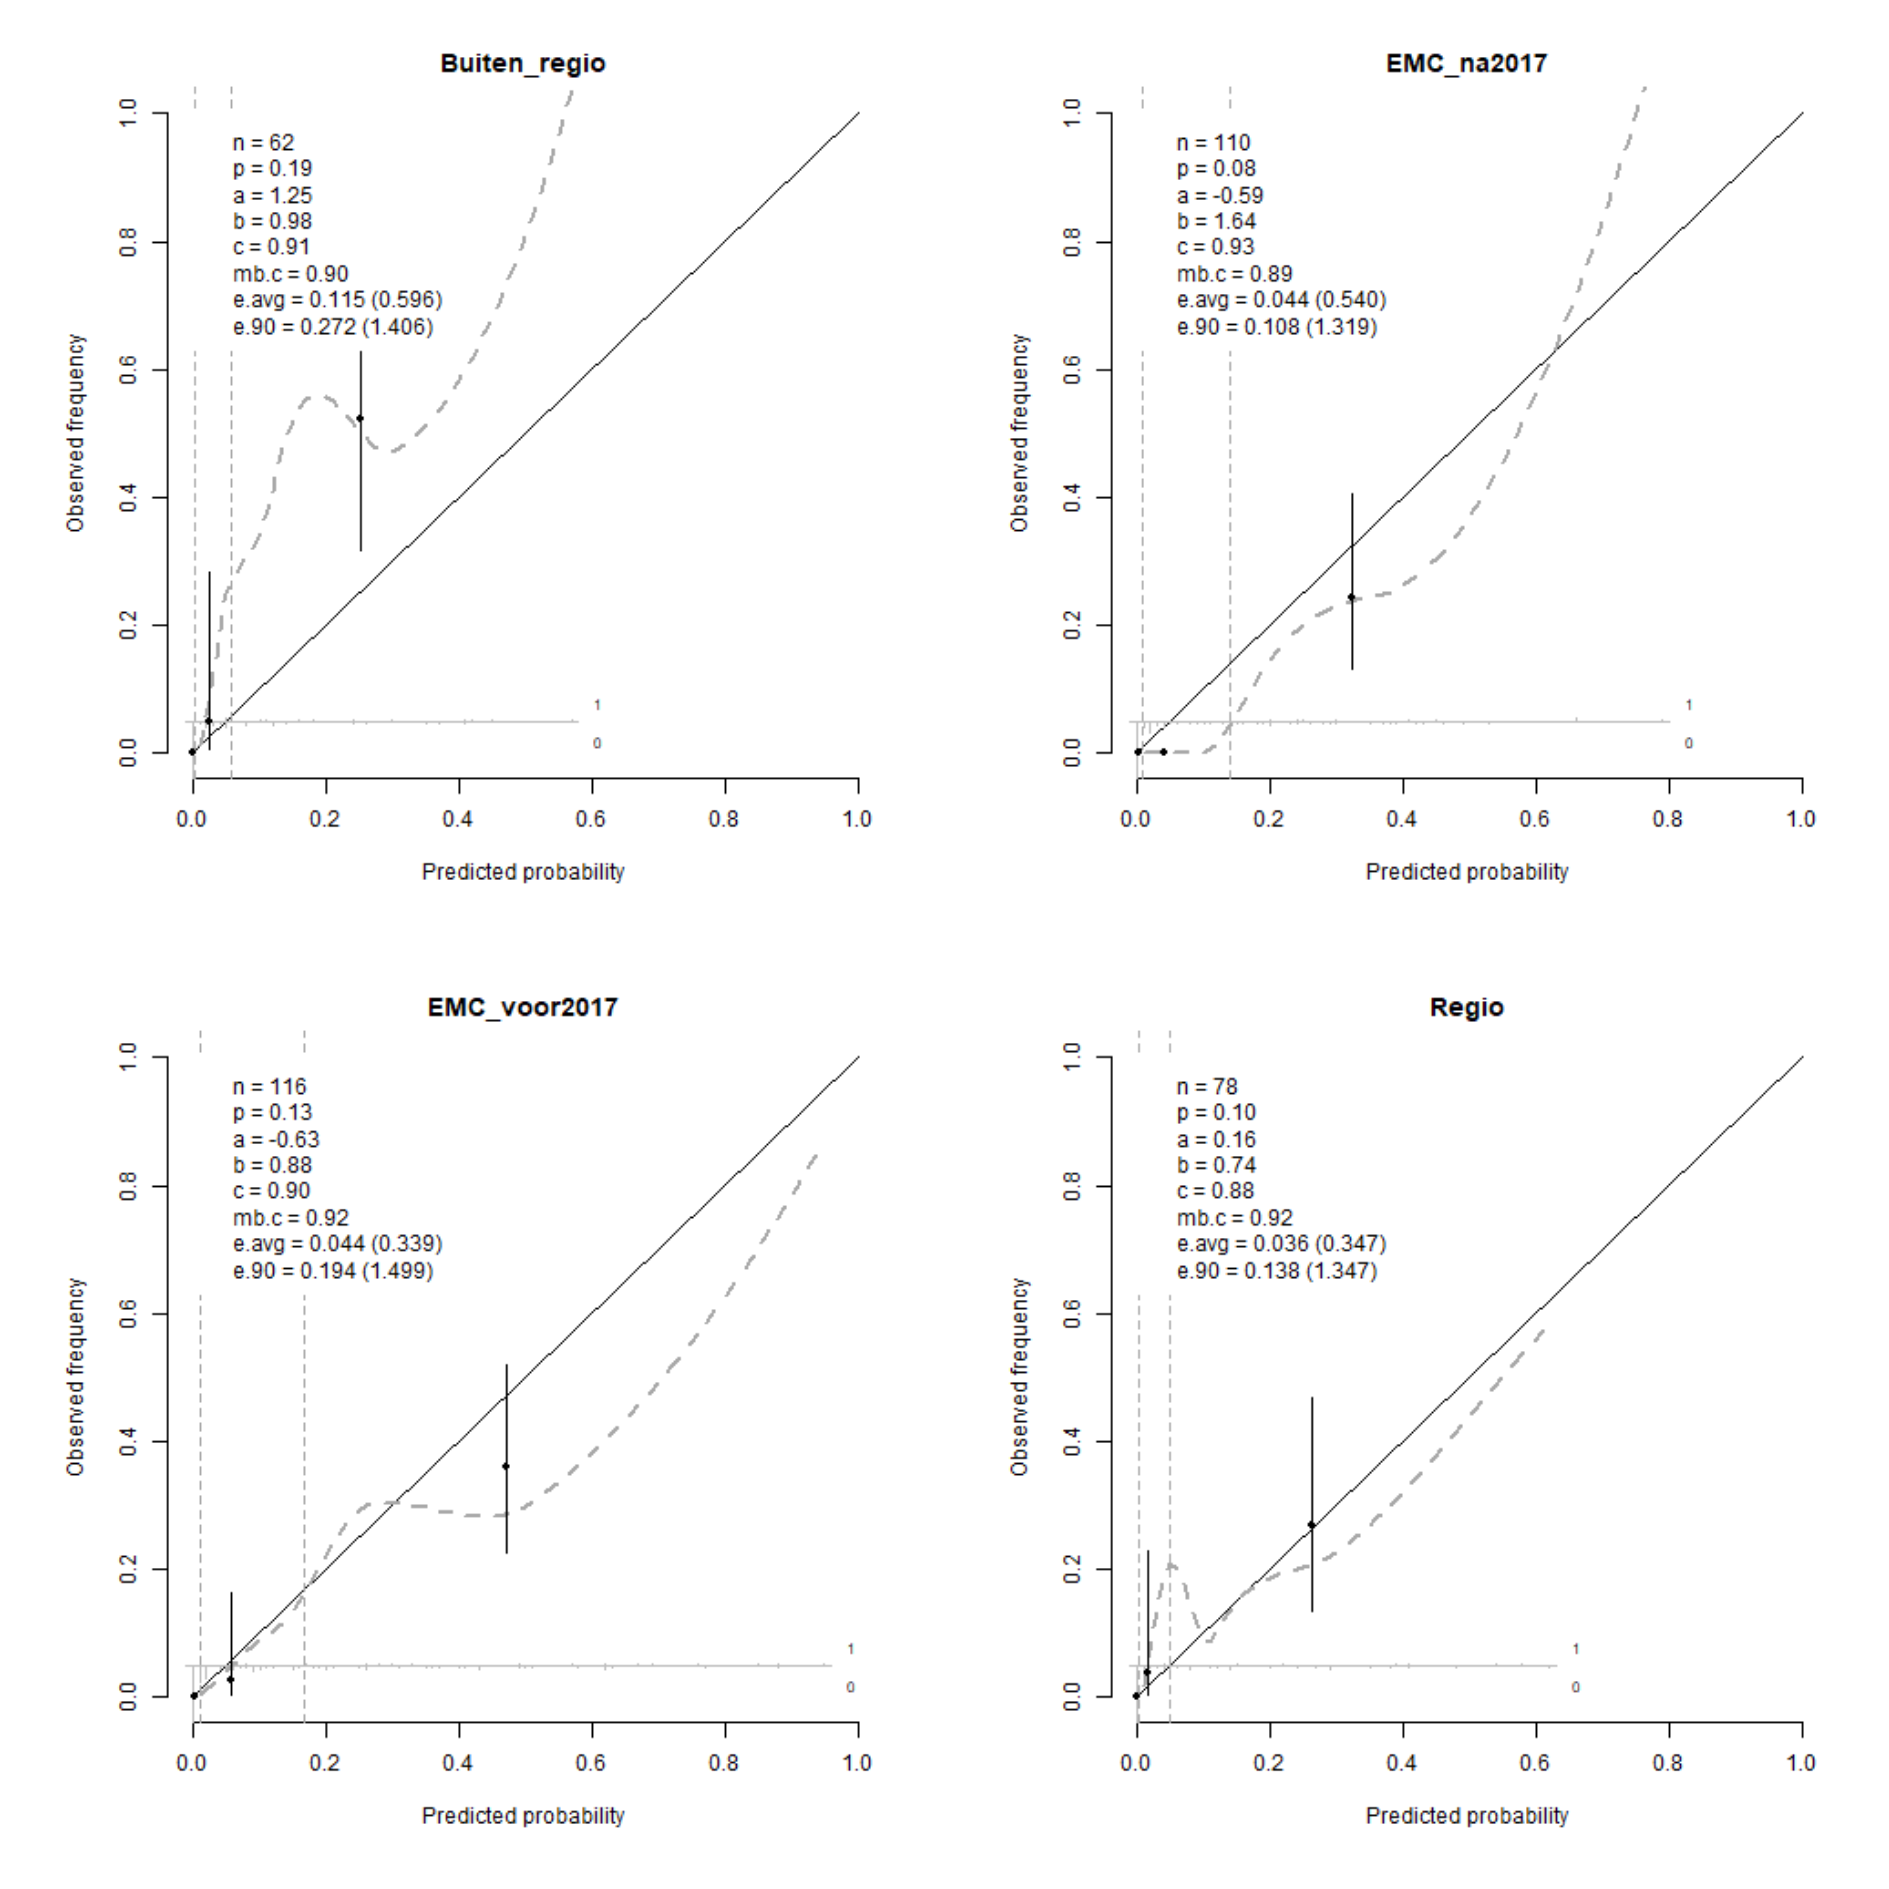 Buiten_regio
n = 62
p = 0.19
a = 1.25
b = 0.98
c = 0.91
mb.c = 0.90
e.avg = 0.115 (0.596)
e.90 = 0.272 (1.406)
Observed frequency
1.0
0.8
0.6
0.4
0.2
0.0
1
0
0.0 0.2 0.4 0.6 0.8 1.0
Predicted probability
EMC_na2017
n = 110
p = 0.08
a = -0.59
b = 1.64
c = 0.93
mb.c = 0.89
e.avg = 0.044 (0.540)
e.90 = 0.108 (1.319)
Observed frequency
1.0
0.8
0.6
0.4
0.2
0.0
1
0
0.0 0.2 0.4 0.6 0.8 1.0
Predicted probability
EMC_voor2017
n = 116
p = 0.13
a = -0.63
b = 0.88
c = 0.90
mb.c = 0.92
e.avg = 0.044 (0.339)
e.90 = 0.194 (1.499)
Observed frequency
1.0
0.8
0.6
0.4
0.2
0.0
1
0
0.0 0.2 0.4 0.6 0.8 1.0
Predicted probability
Regio
n = 78
p = 0.10
a = 0.16
b = 0.74
c = 0.88
mb.c = 0.92
e.avg = 0.036 (0.347)
e.90 = 0.138 (1.347)
Observed frequency
1.0
0.8
0.6
0.4
0.2
0.0
1
0
0.0 0.2 0.4 0.6 0.8 1.0
Predicted probability